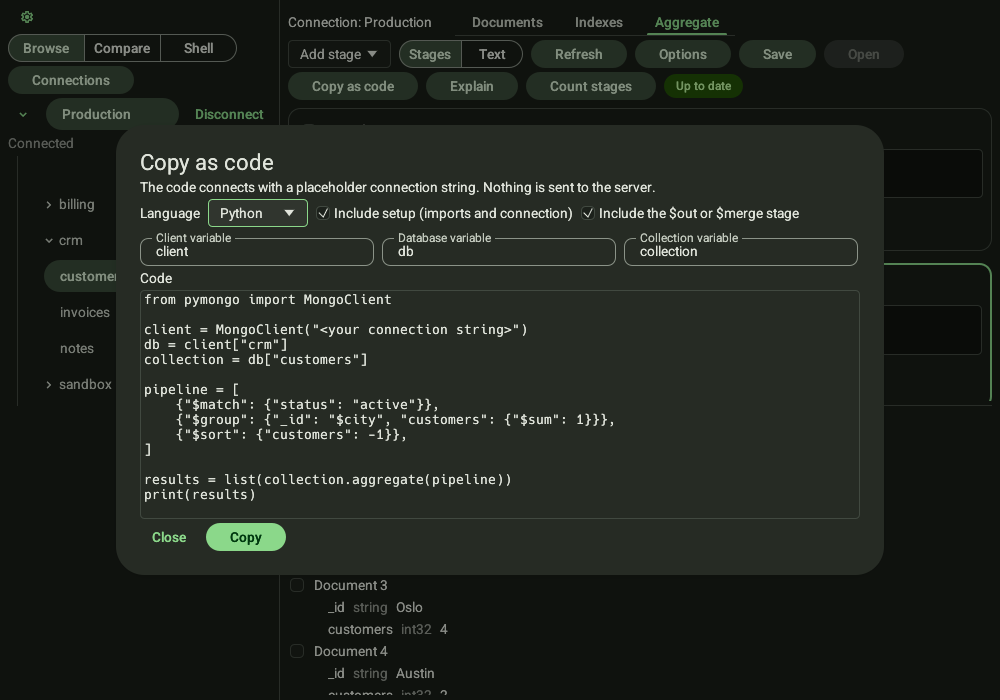 Connection: Production
Documents
Indexes
Aggregate
Browse
Compare
Shell
Add stage
Stages
Text
Refresh
Options
Save
Open
Connections
Copy as code
Explain
Count stages
Up to date
Production
Disconnect
Connected
billing
crm
customer
invoices
notes
sandbox
Copy as code
The code connects with a placeholder connection string. Nothing is sent to the server.
Language
Python
Include setup (imports and connection)
Include the $out or $merge stage
Client variable
client
Database variable
db
Collection variable
collection
Code
from pymongo import MongoClient
client = MongoClient("<your connection string>")
db = client["crm"]
collection = db["customers"]
pipeline = [
    {"$match": {"status": "active"}},
    {"$group": {"_id": "$city", "customers": {"$sum": 1}}},
    {"$sort": {"customers": -1}},
]
results = list(collection.aggregate(pipeline))
print(results)
Close
Copy
Document 3
_id string Oslo
customers int32 4
Document 4
_id string Austin
customers int32 2